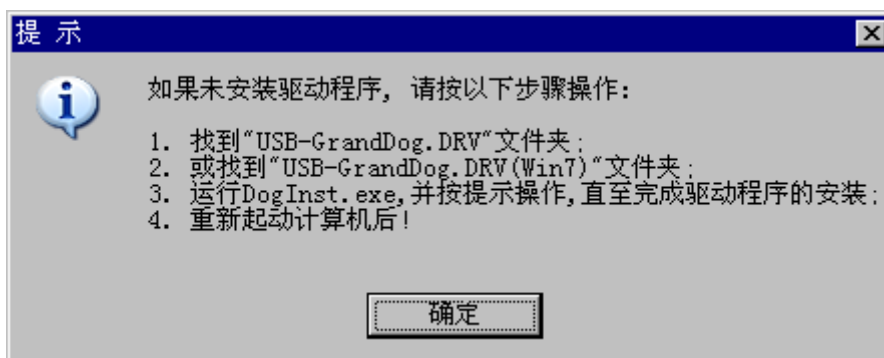 提 示
如果未安装驱动程序, 请按以下步骤操作:
1. 找到"USB-GrandDog.DRV"文件夹;
2. 或找到"USB-GrandDog.DRV(Win7)"文件夹;
3. 运行DogInst.exe,并按提示操作,直至完成驱动程序的安装;
4. 重新起动计算机后!
确定